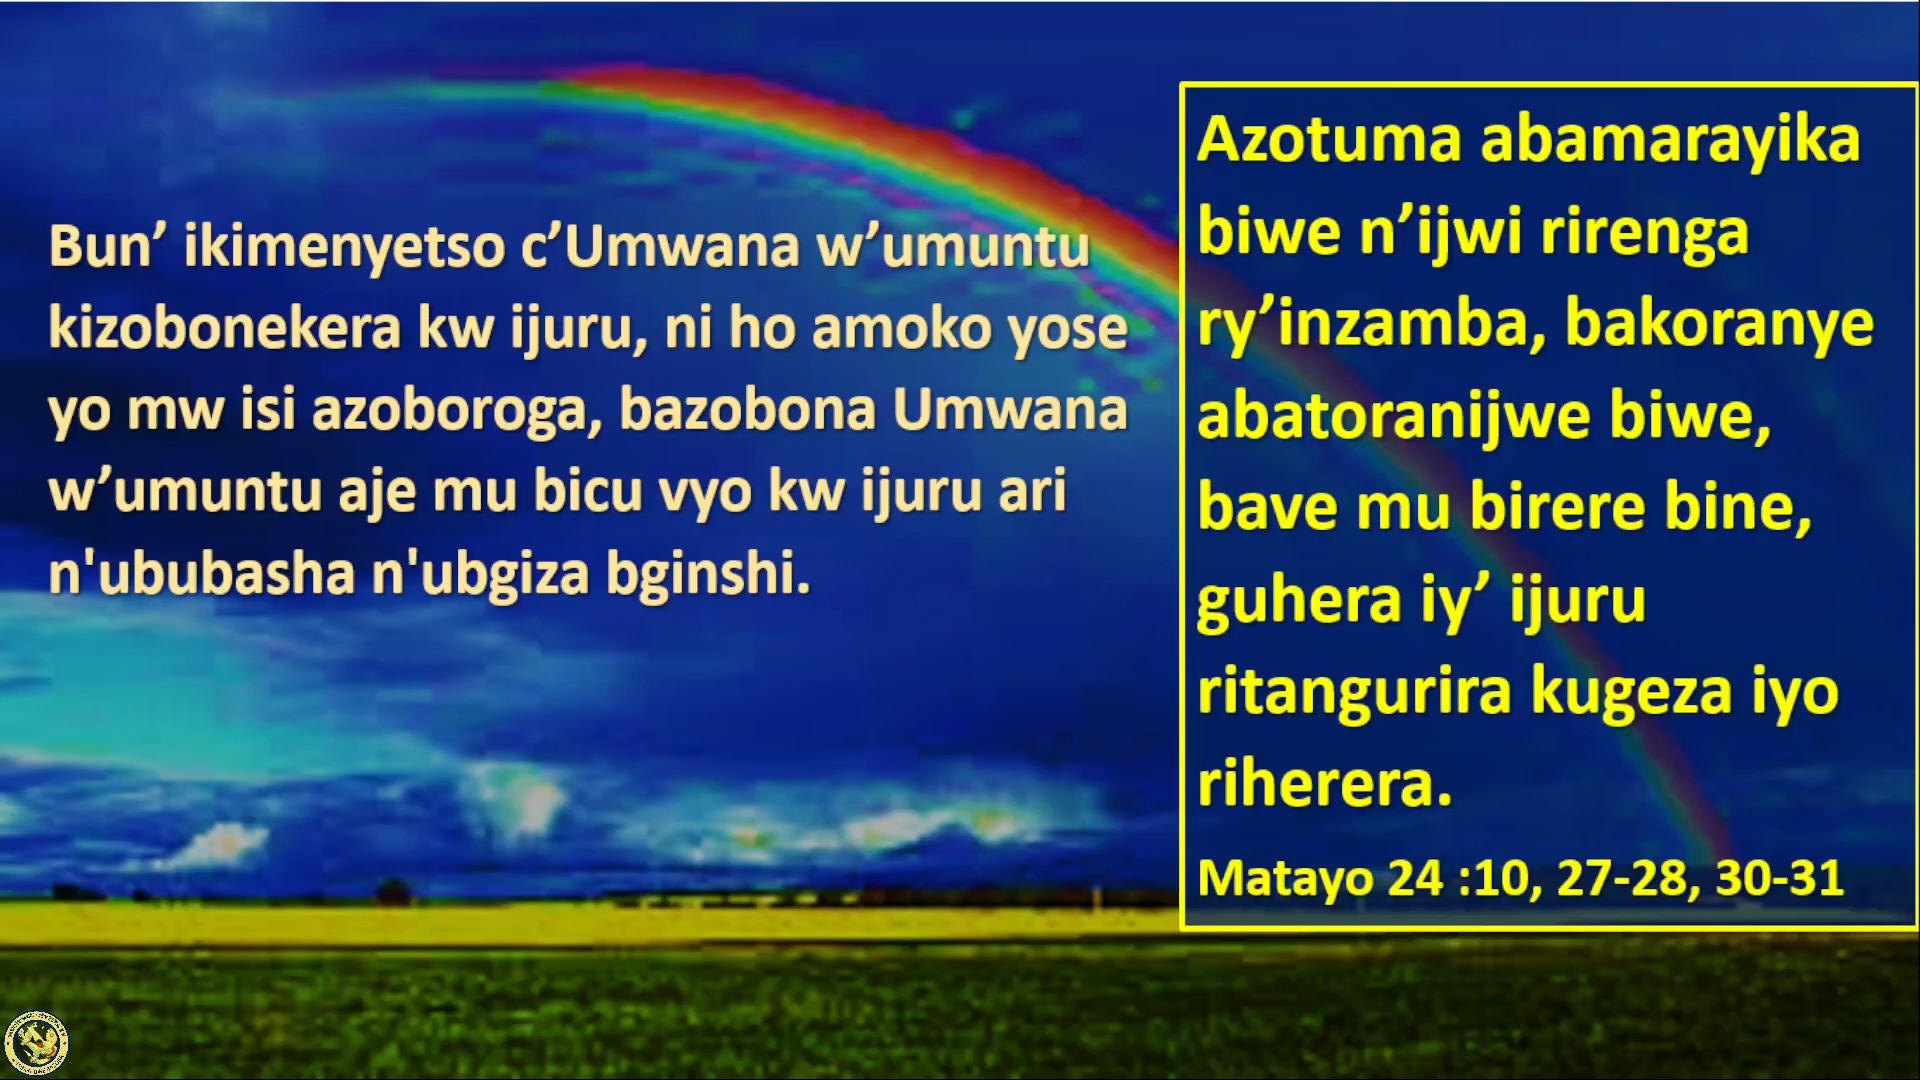 Bun’ ikimenyetso c’Umwana w’umuntu
kizobonekera kw ijuru, ni ho amoko yose
yo mw isi azoboroga, bazobona Umwana
w’umuntu aje mu bicu vyo kw ijuru ari
n'ububasha n'ubgiza bginshi.
Azotuma abamarayika
biwe n’ijwi rirenga
ry’inzamba, bakoranye
abatoranijwe biwe,
bave mu birere bine,
guhera iy’ ijuru
ritangurira kugeza iyo
riherera.
Matayo 24 :10, 27-28, 30-31